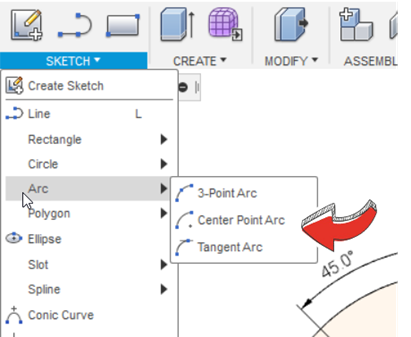 SKETCH ▾ CREATE ▾ MODIFY ▾ ASSEMBL
Create Sketch
Line L
Rectangle
Circle
Arc
3-Point Arc
Polygon
Center Point Arc
Ellipse
Tangent Arc
Slot
45.0°
Spline
Conic Curve